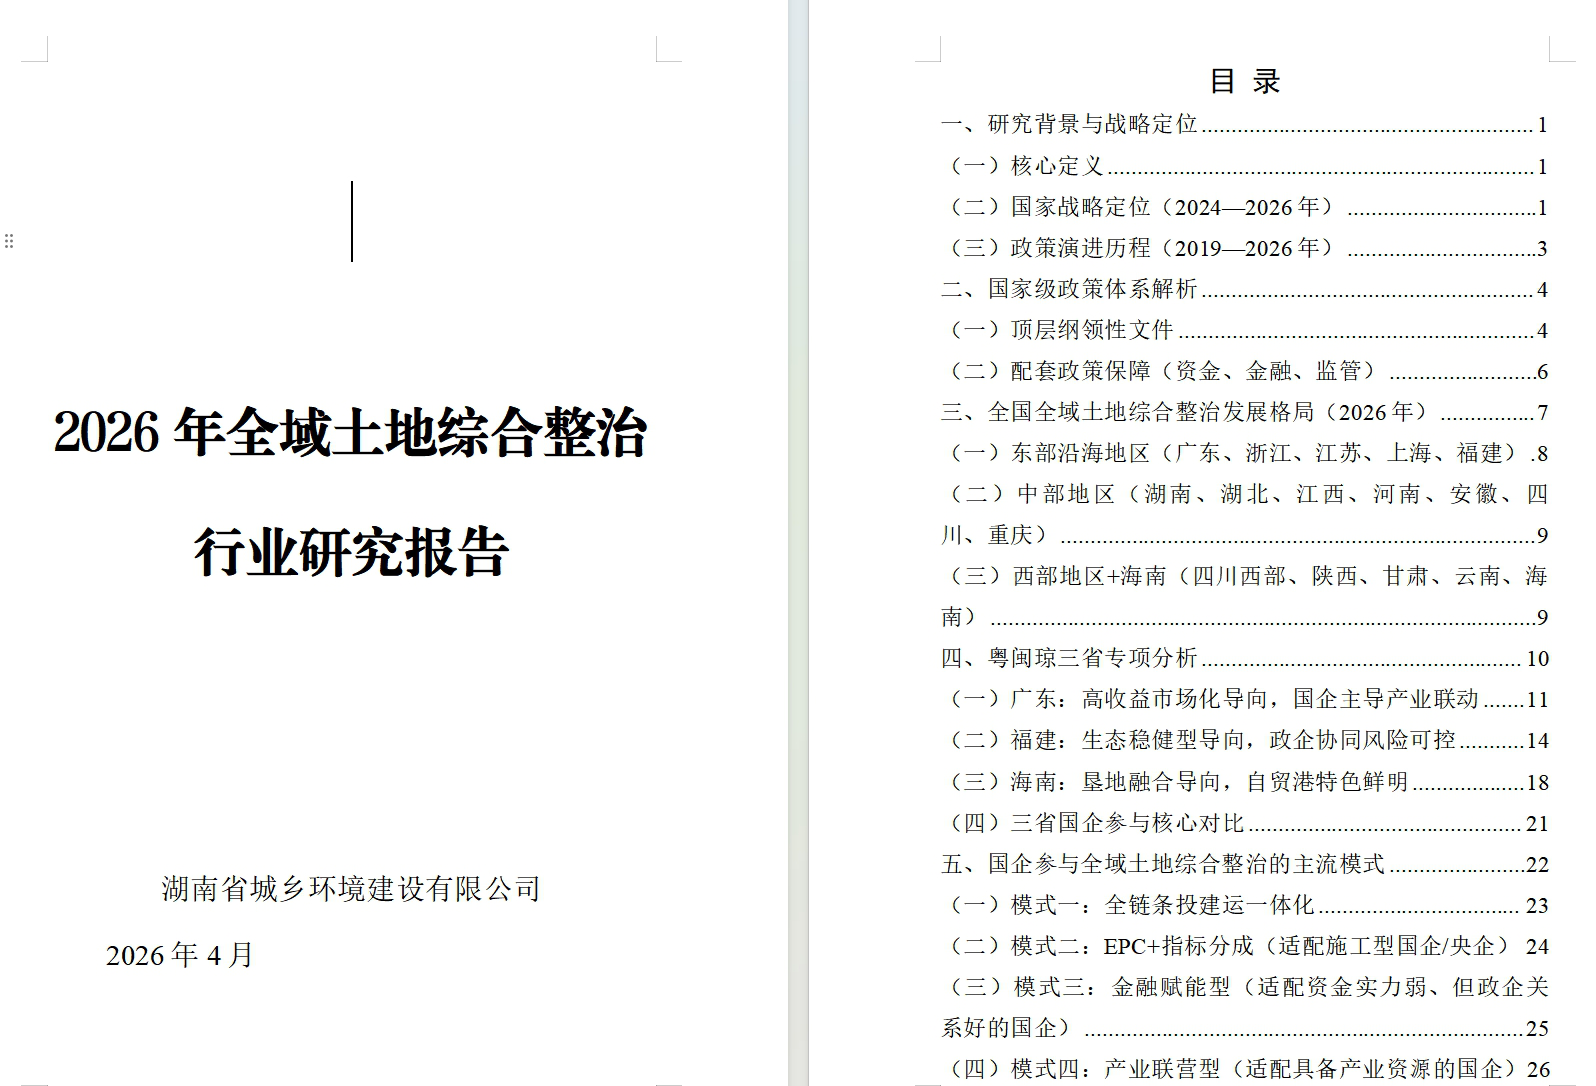 2026 年全域土地综合整治
行业研究报告
湖南省城乡环境建设有限公司
2026 年 4 月
目 录
一、研究背景与战略定位........................................................1
（一）核心定义........................................................................1
（二）国家战略定位（2024—2026 年）................................1
（三）政策演进历程（2019—2026 年）................................3
二、国家级政策体系解析........................................................4
（一）顶层纲领性文件............................................................4
（二）配套政策保障（资金、金融、监管）.........................6
三、全国全域土地综合整治发展格局（2026 年）................7
（一）东部沿海地区（广东、浙江、江苏、上海、福建）.8
（二）中部地区（湖南、湖北、江西、河南、安徽、四
川、重庆）................................................................................9
（三）西部地区+海南（四川西部、陕西、甘肃、云南、海
南）............................................................................................9
四、粤闽琼三省专项分析......................................................10
（一）广东：高收益市场化导向，国企主导产业联动.......11
（二）福建：生态稳健型导向，政企协同风险可控...........14
（三）海南：垦地融合导向，自贸港特色鲜明...................18
（四）三省国企参与核心对比..............................................21
五、国企参与全域土地综合整治的主流模式.......................22
（一）模式一：全链条投建运一体化..................................23
（二）模式二：EPC+指标分成（适配施工型国企/央企） 24
（三）模式三：金融赋能型（适配资金实力弱、但政企关
系好的国企）..........................................................................25
（四）模式四：产业联营型（适配具备产业资源的国企）26